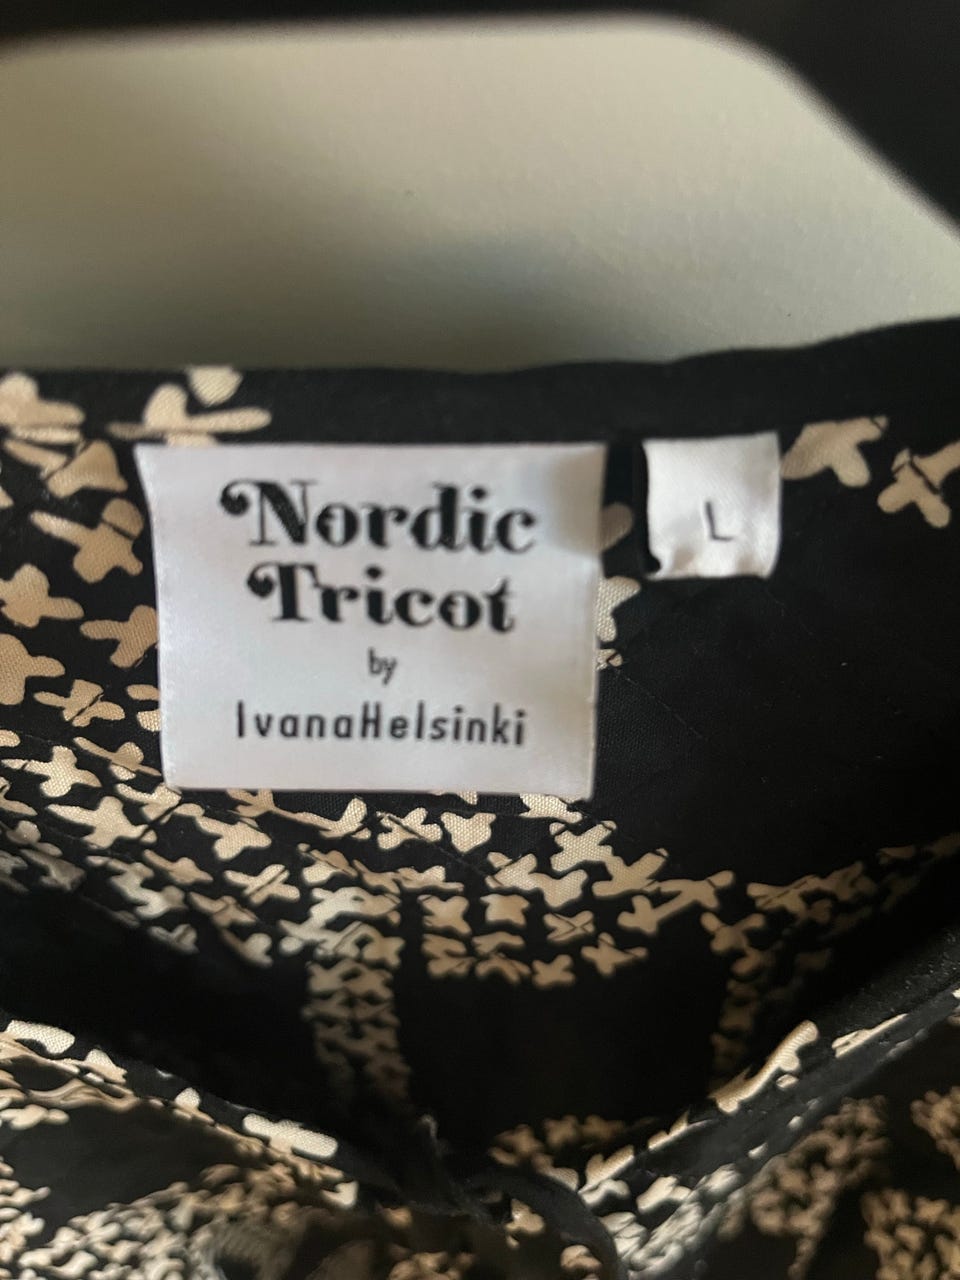 Nordic
Tricot
by
IvanaHelsinki
L